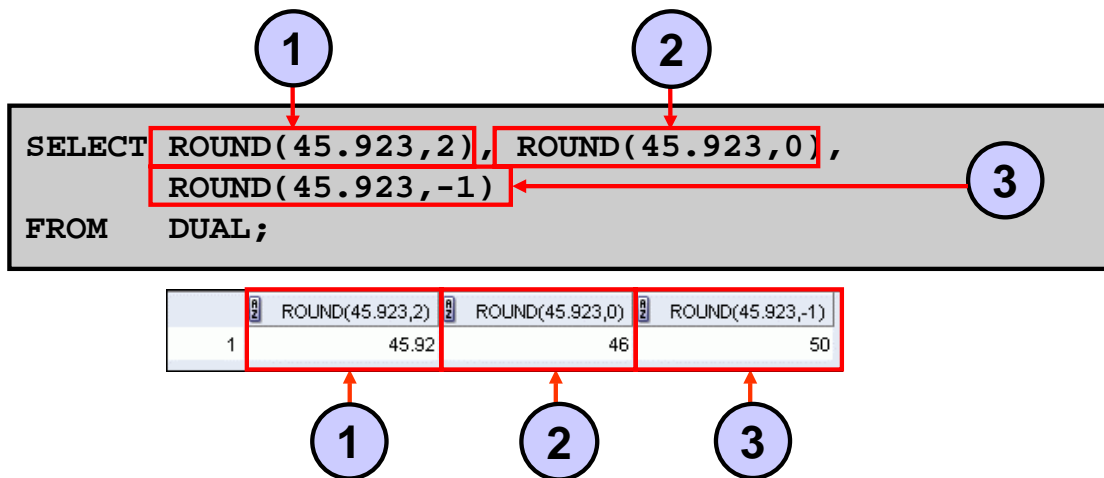 1 2
SELECT ROUND(45.923,2), ROUND(45.923,0),
ROUND(45.923,-1) 3
FROM DUAL;
ROUND(45.923,2) ROUND(45.923,0) ROUND(45.923,-1)
1 45.92 46 50
1 2 3